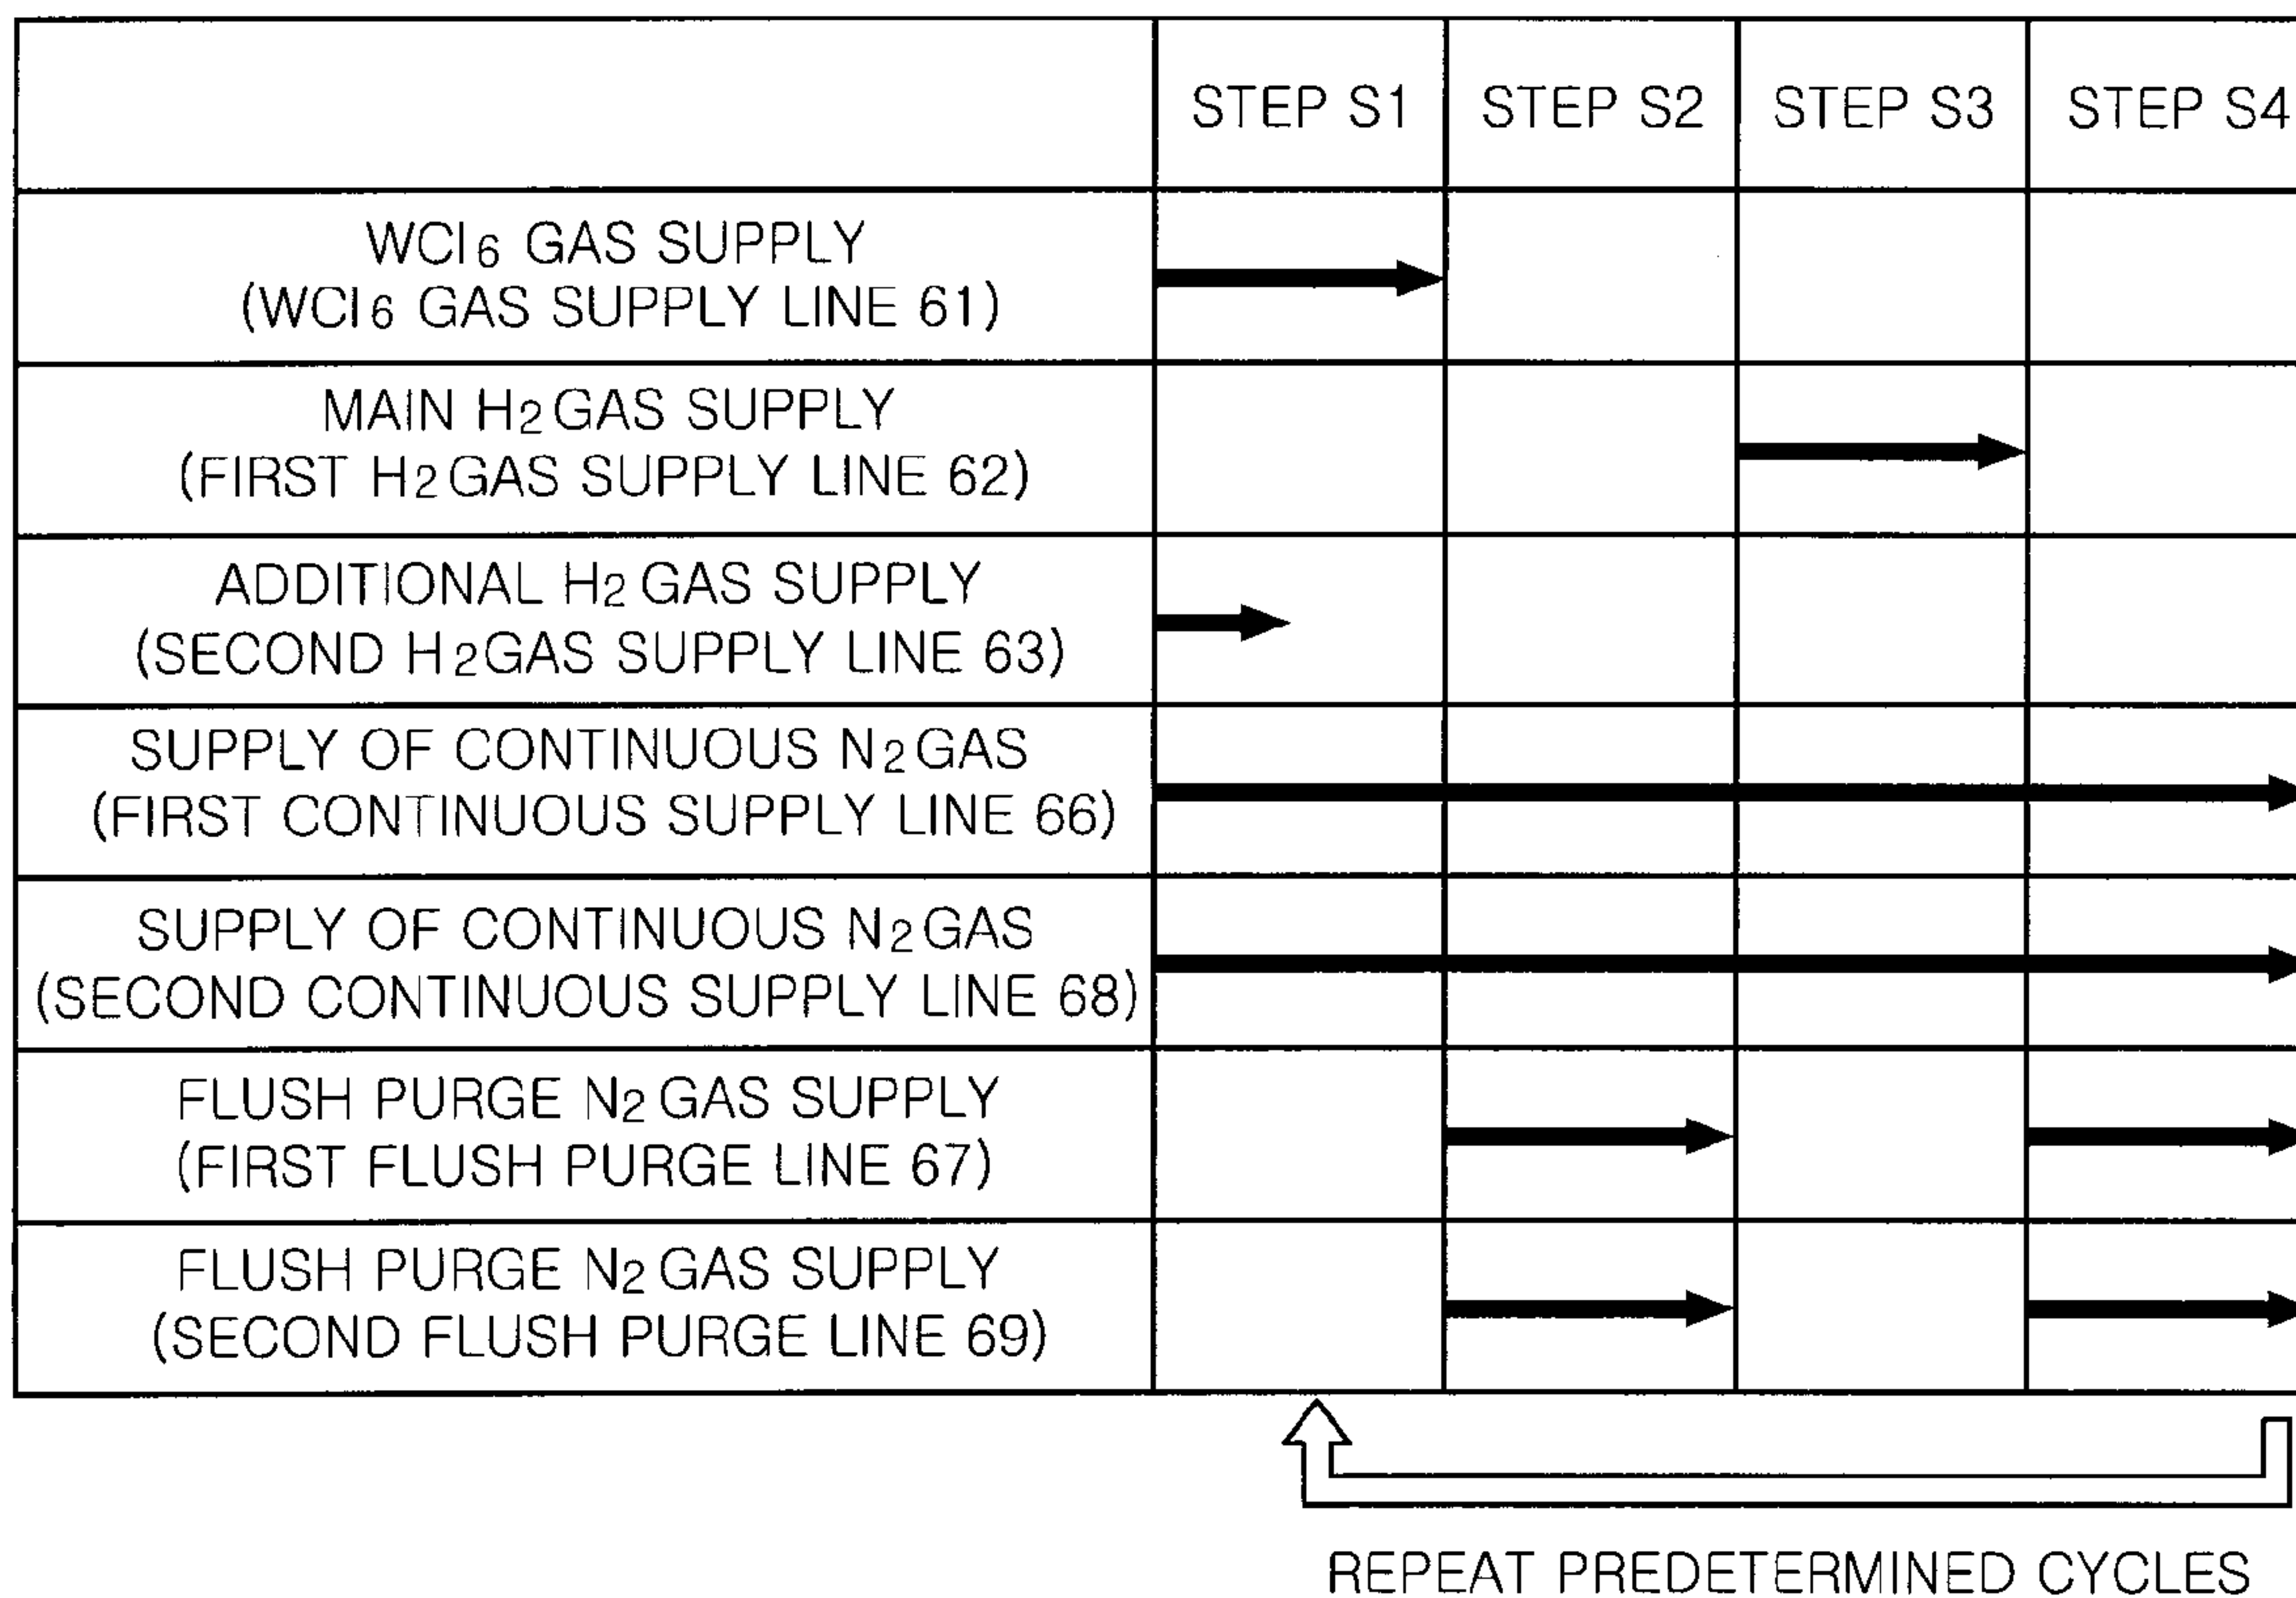 STEP S1 STEP S2 STEP S3 STEP S4
WCl6 GAS SUPPLY
(WCl6 GAS SUPPLY LINE 61)
MAIN H2 GAS SUPPLY
(FIRST H2 GAS SUPPLY LINE 62)
ADDITIONAL H2 GAS SUPPLY
(SECOND H2 GAS SUPPLY LINE 63)
SUPPLY OF CONTINUOUS N2 GAS
(FIRST CONTINUOUS SUPPLY LINE 66)
SUPPLY OF CONTINUOUS N2 GAS
(SECOND CONTINUOUS SUPPLY LINE 68)
FLUSH PURGE N2 GAS SUPPLY
(FIRST FLUSH PURGE LINE 67)
FLUSH PURGE N2 GAS SUPPLY
(SECOND FLUSH PURGE LINE 69)
REPEAT PREDETERMINED CYCLES